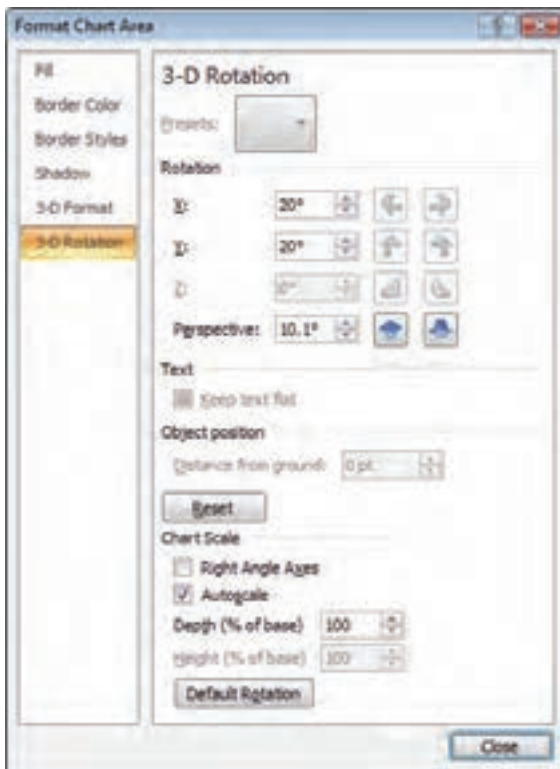 Format Chart Area
Fill
Border Color
Border Styles
Shadow
3-D Format
3-D Rotation
3-D Rotation
Presets:
Rotation
X: 20°
Y: 20°
Z: 0°
Perspective: 10.1°
Text
Keep text flat
Object position
Distance from ground: 0 pt
Reset
Chart Scale
Right Angle Axes
Autoscale
Depth (% of base) 100
Height (% of base) 100
Default Rotation
Close